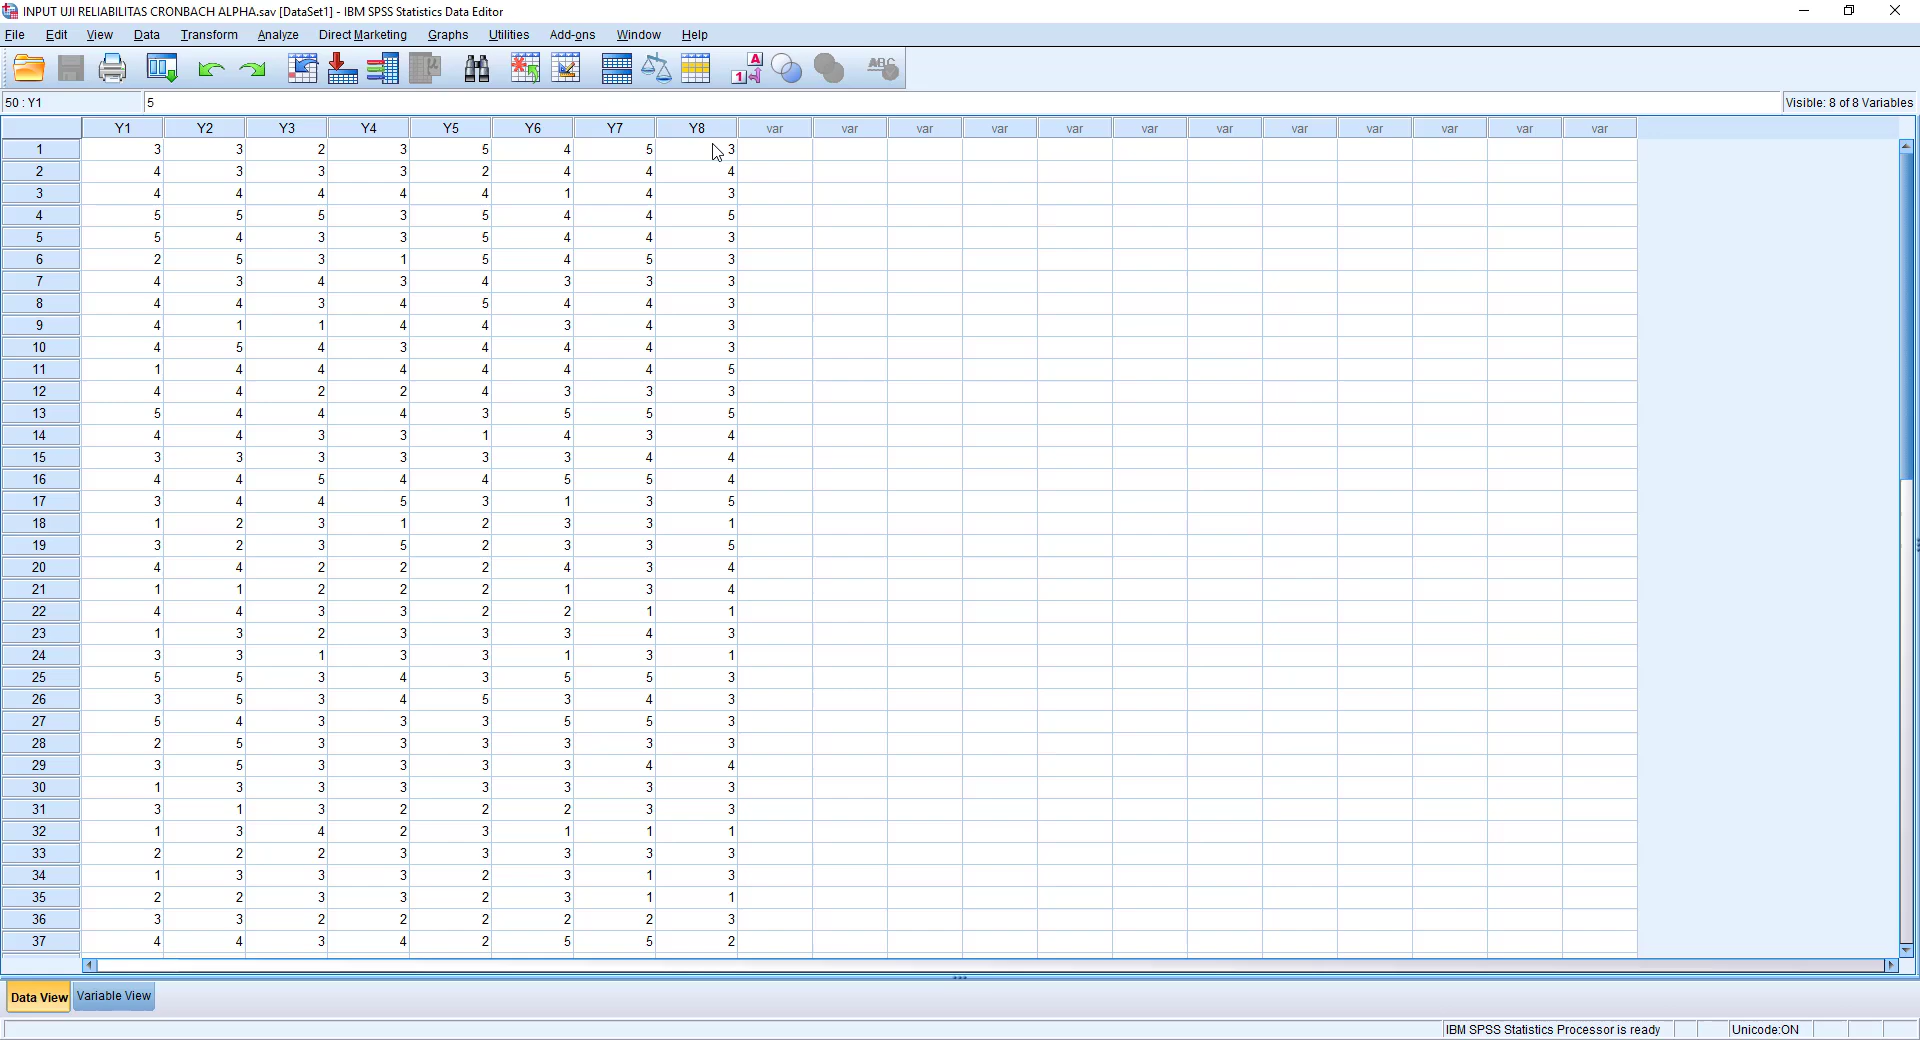 INPUT UJI RELIABILITAS CRONBACH ALPHA.sav [DataSet1] - IBM SPSS Statistics Data Editor
File Edit View Data Transform Analyze Direct Marketing Graphs Utilities Add-ons Window Help
50 : Y1 5 Visible: 8 of 8 Variables
Y1 Y2 Y3 Y4 Y5 Y6 Y7 Y8 var var var var var var var var var var var var
1 3 3 2 3 5 4 5 3
2 4 3 3 3 2 4 4 4
3 4 4 4 4 4 1 4 3
4 5 5 5 3 5 4 4 5
5 5 4 3 3 5 4 4 3
6 2 5 3 1 5 4 5 3
7 4 3 4 3 4 3 3 3
8 4 4 3 4 5 4 4 3
9 4 1 1 4 4 3 4 3
10 4 5 4 3 4 4 4 3
11 1 4 4 4 4 4 4 5
12 4 4 2 2 4 3 3 3
13 5 4 4 4 3 5 5 5
14 4 4 3 3 1 4 3 4
15 3 3 3 3 3 3 4 4
16 4 4 5 4 4 5 5 4
17 3 4 4 5 3 1 3 5
18 1 2 3 1 2 3 3 1
19 3 2 3 5 2 3 3 5
20 4 4 2 2 2 4 3 4
21 1 1 2 2 2 1 3 4
22 4 4 3 3 2 2 1 1
23 1 3 2 3 3 3 4 3
24 3 3 1 3 3 1 3 1
25 5 5 3 4 3 5 5 3
26 3 5 3 4 5 3 4 3
27 5 4 3 3 3 5 5 3
28 2 5 3 3 3 3 3 3
29 3 5 3 3 3 3 4 4
30 1 3 3 3 3 3 3 3
31 3 1 3 2 2 2 3 3
32 1 3 4 2 3 1 1 1
33 2 2 2 3 3 3 3 3
34 1 3 3 3 2 3 1 3
35 2 2 3 3 2 3 1 1
36 3 3 2 2 2 2 2 3
37 4 4 3 4 2 5 5 2
Data View Variable View
IBM SPSS Statistics Processor is ready Unicode:ON